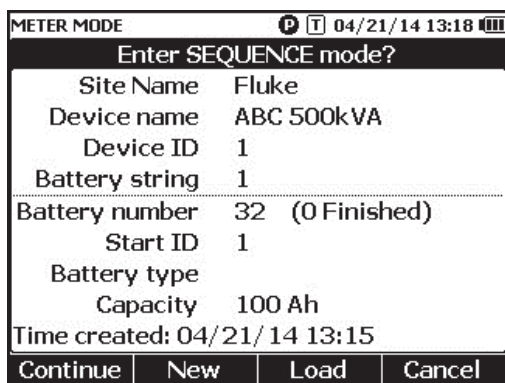 METER MODE P T 04/21/14 13:18
Enter SEQUENCE mode?
Site Name Fluke
Device name ABC 500kVA
Device ID 1
Battery string 1
Battery number 32 (0 Finished)
Start ID 1
Battery type
Capacity 100 Ah
Time created: 04/21/14 13:15
Continue New Load Cancel